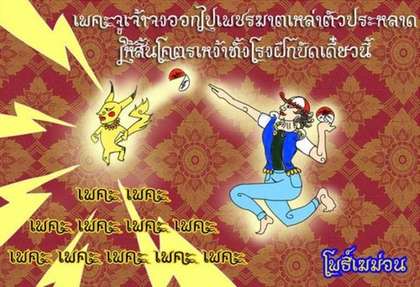 เพคะจูเจ้าจงออกไปเพชรฆาตเหล่าตัวประหลาด
ให้สิ้นโคตรเหง้าทั้งโรงฝึกบัดเดี๋ยวนี้
เพคะ เพคะ
เพคะ เพคะ เพคะ เพคะ
เพคะ เพคะ เพคะ เพคะ เพคะ
โพธิ์เฆม่อน